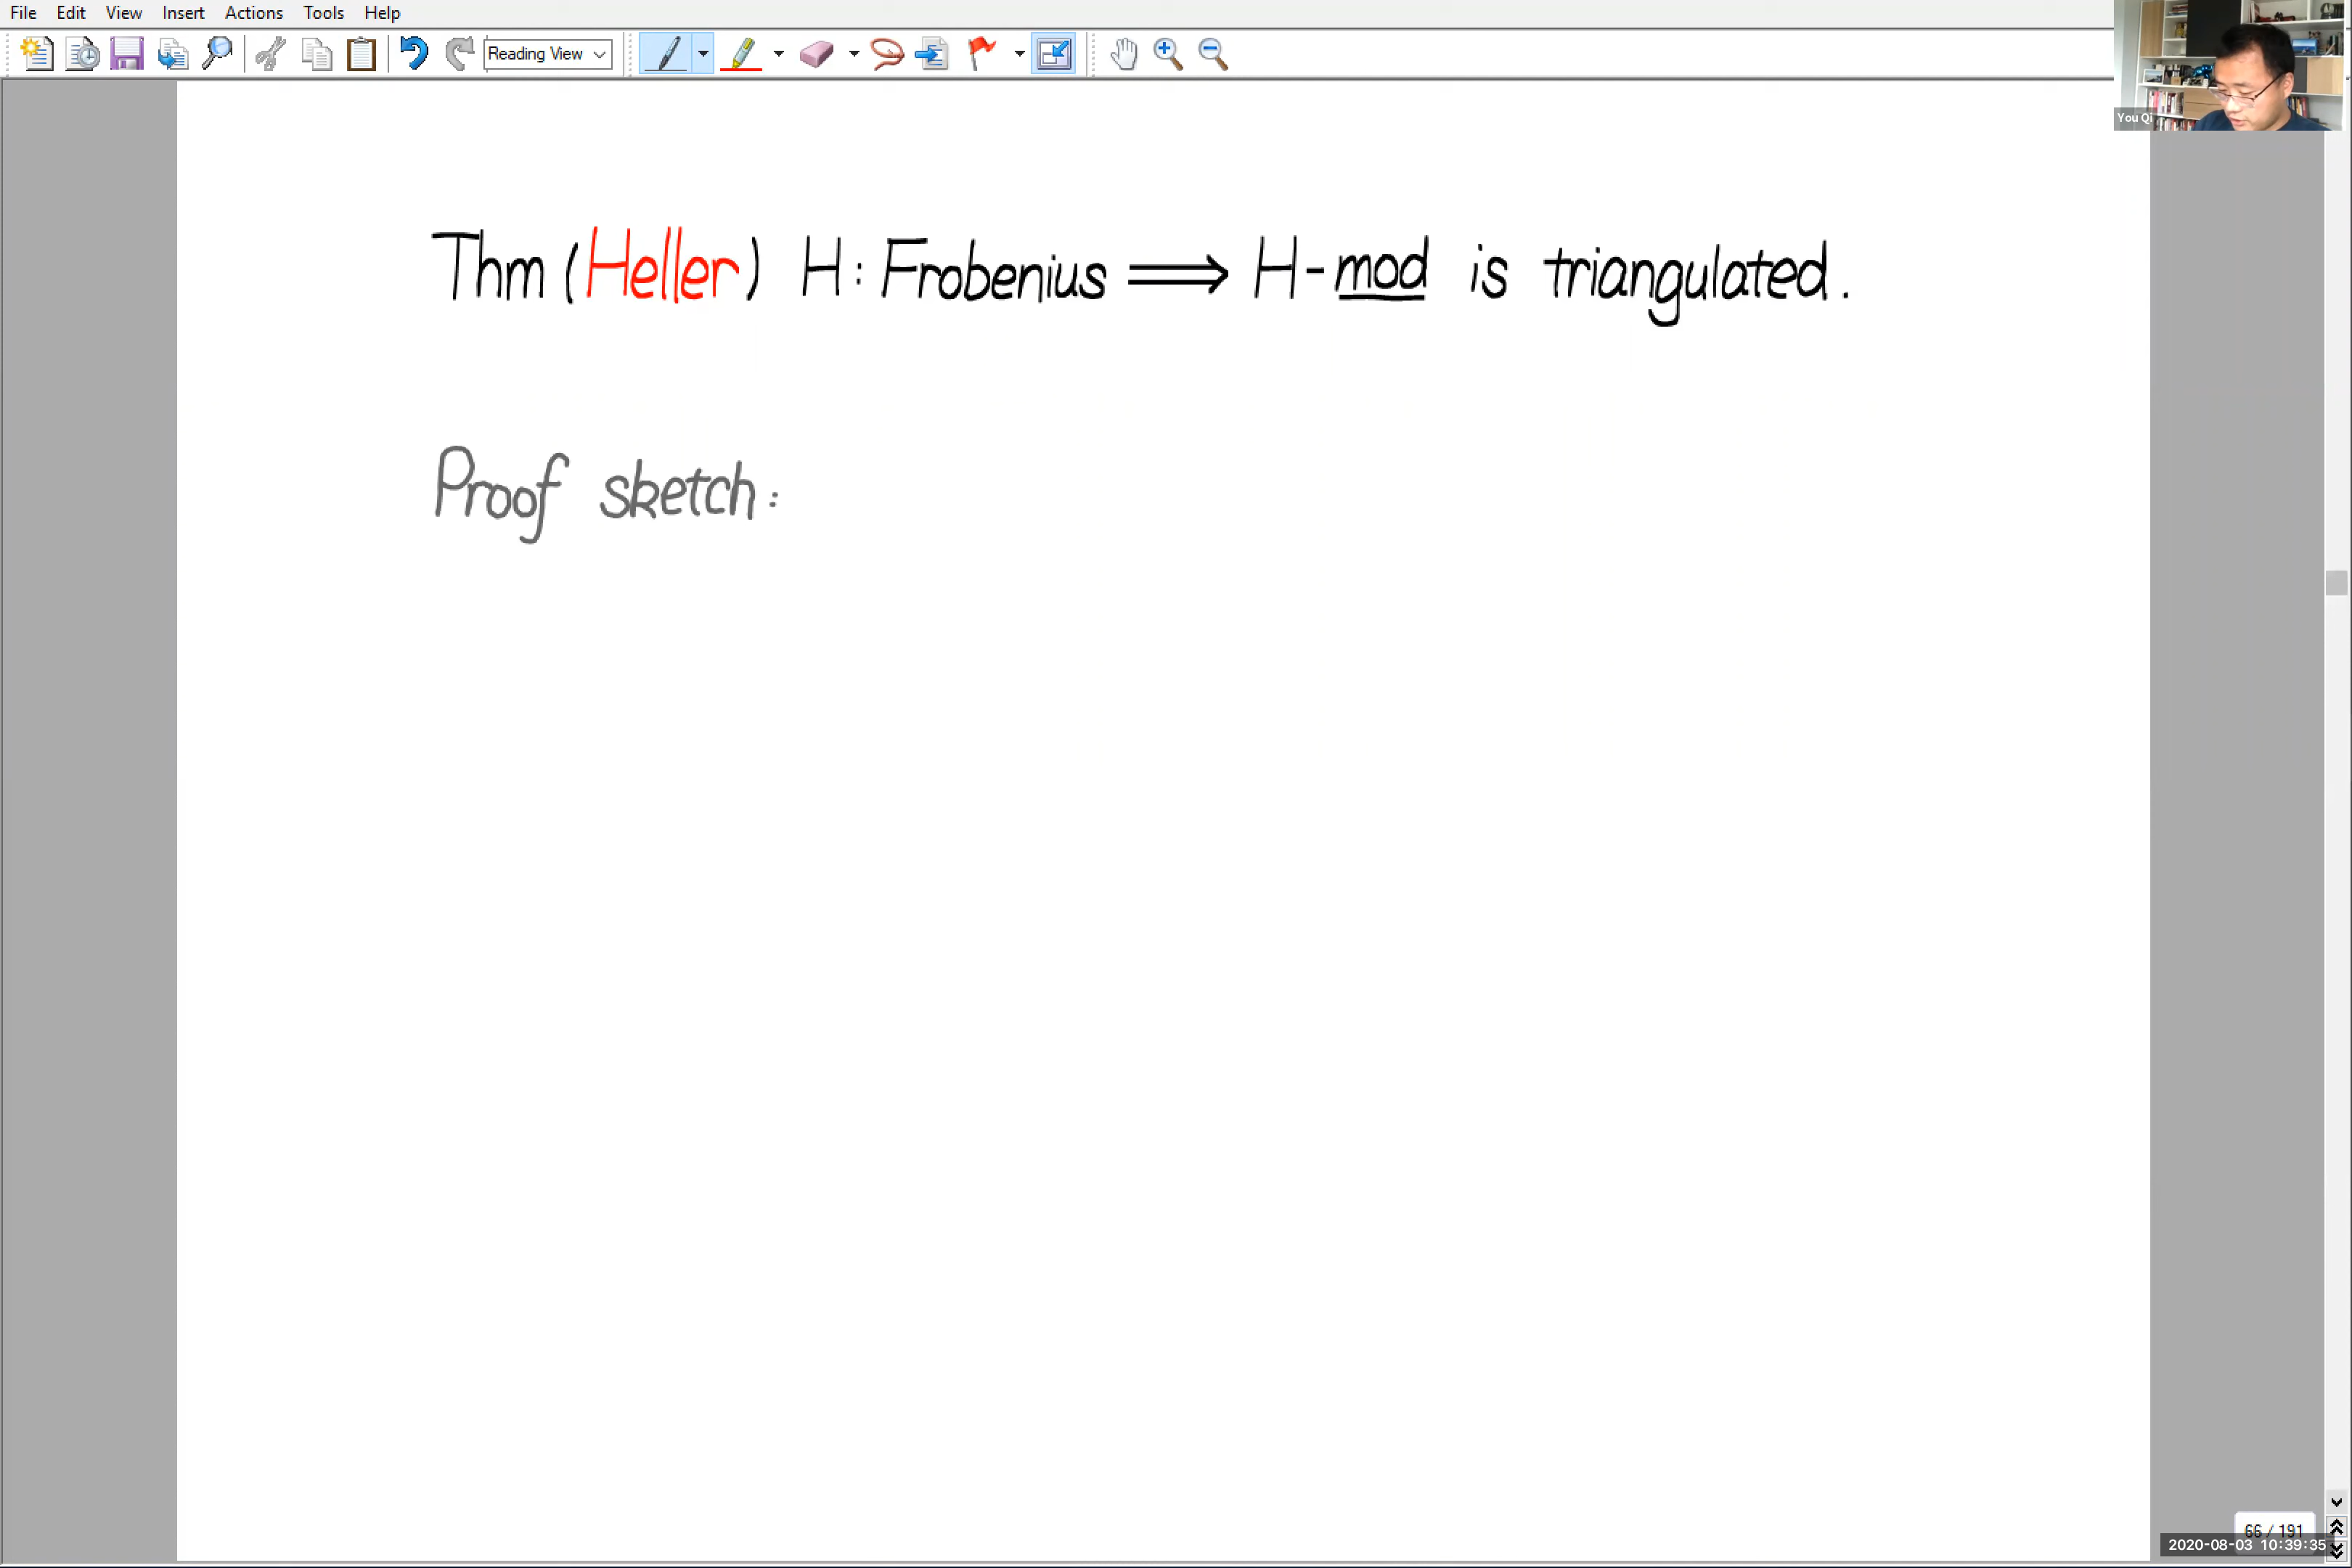 File Edit View Insert Actions Tools Help
Reading View
You Qi
Thm (Heller) H : Frobenius ⟹ H-mod is triangulated.
Proof sketch :
66 / 191
2020-08-03 10:39:35